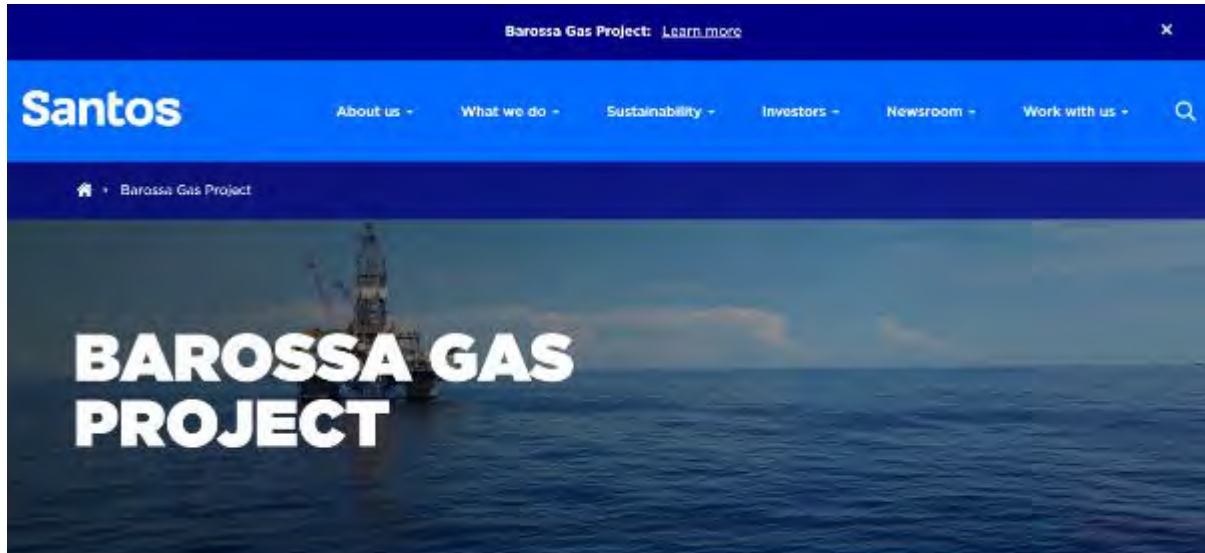 Barossa Gas Project: Learn more
Santos
About us What we do Sustainability Investors Newsroom Work with us
Barossa Gas Project
BAROSSA GAS
PROJECT